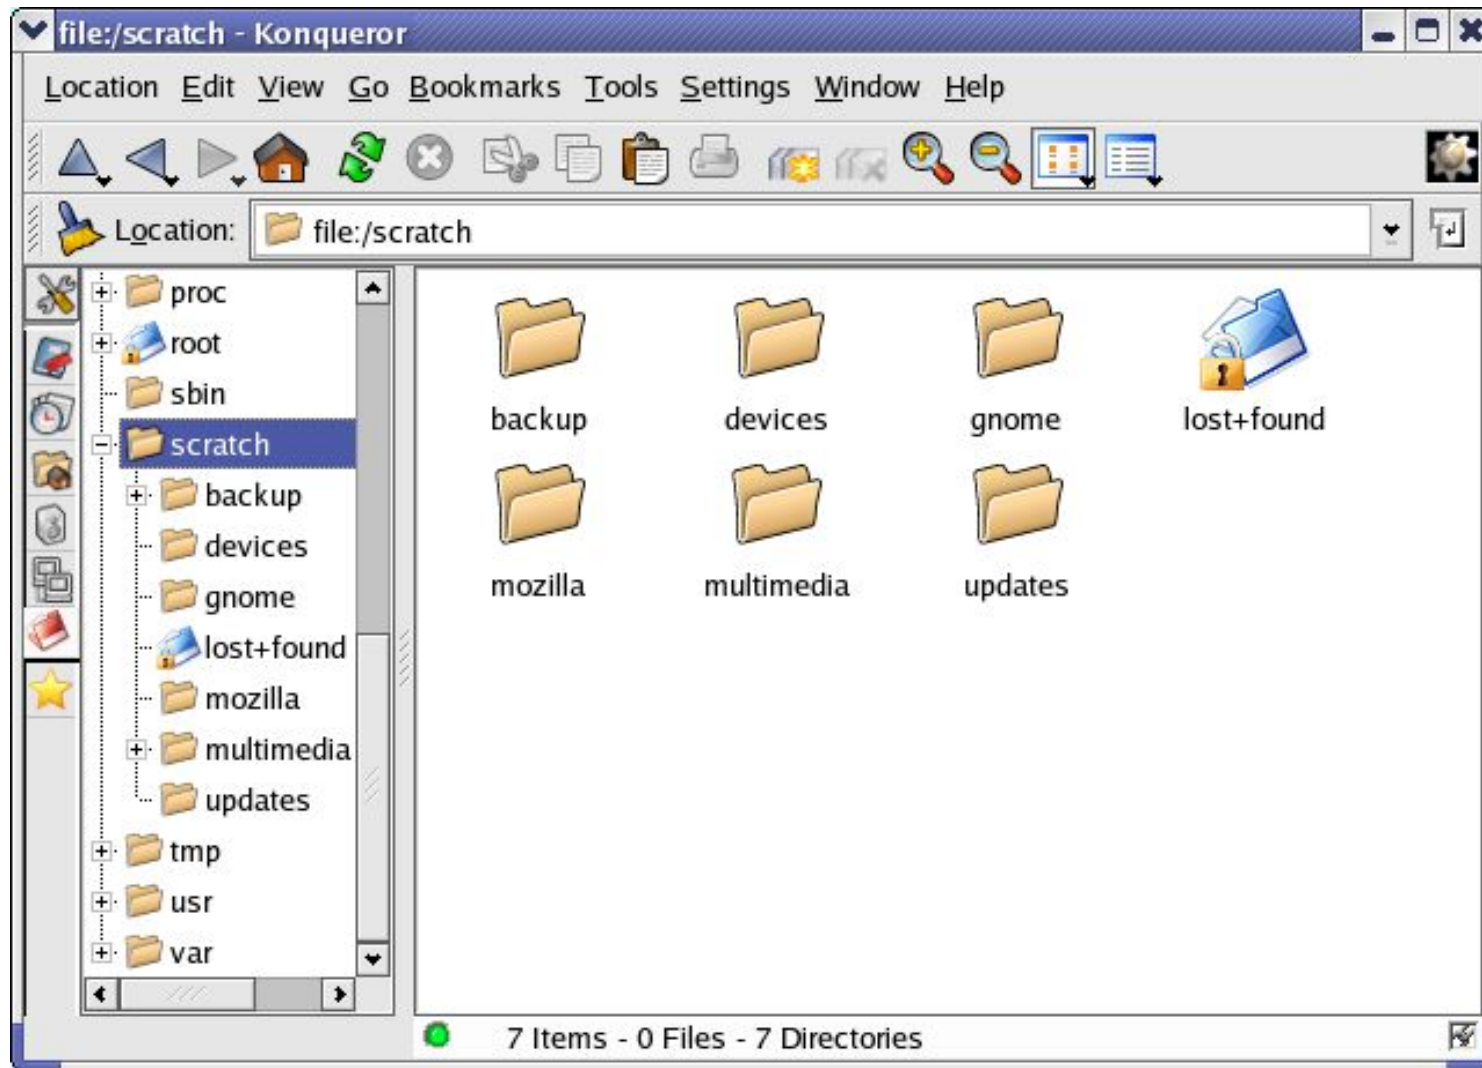 file:/scratch - Konqueror
Location Edit View Go Bookmarks Tools Settings Window Help
Location: file:/scratch
proc
root
sbin
scratch
backup
devices
gnome
lost+found
mozilla
multimedia
updates
tmp
usr
var
backup devices gnome lost+found
mozilla multimedia updates
7 Items - 0 Files - 7 Directories